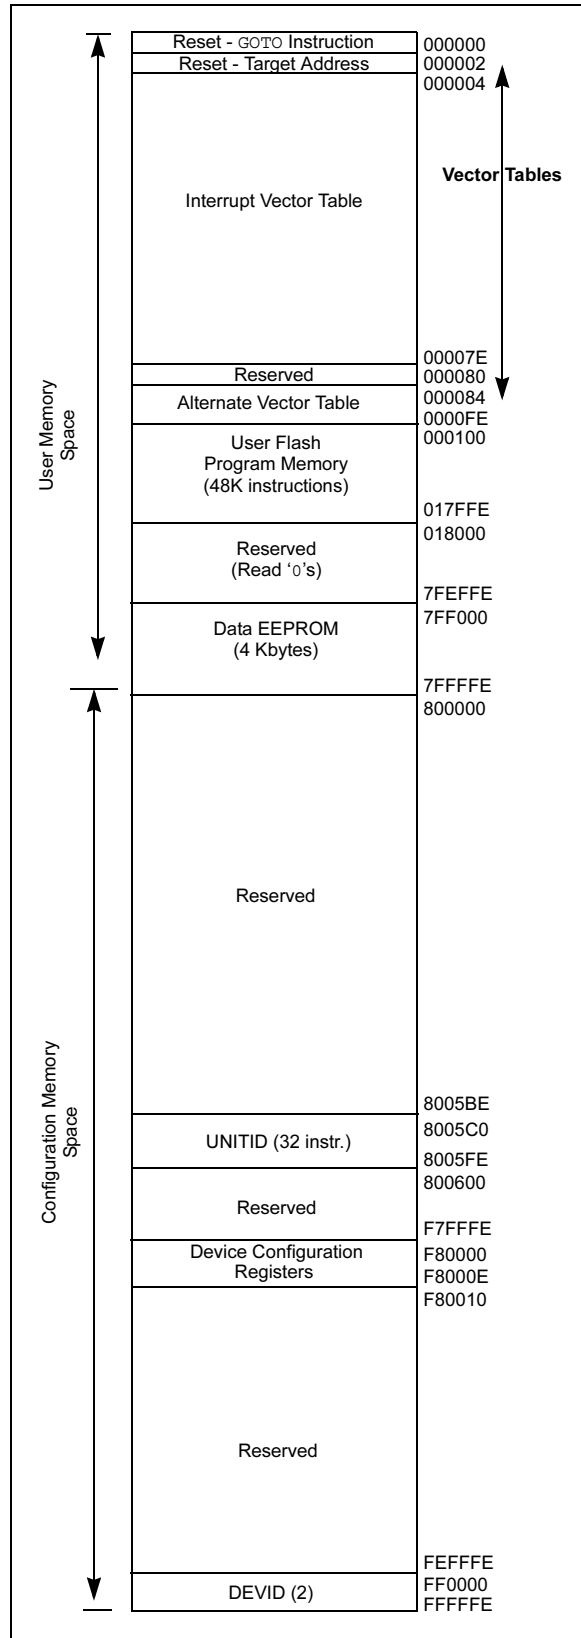 Reset - GOTO Instruction
000000
Reset - Target Address
000002
000004
Vector Tables
Interrupt Vector Table
00007E
Reserved
000080
Alternate Vector Table
000084
0000FE
User Flash
Program Memory
(48K instructions)
000100
017FFE
User Memory
Space
Reserved
(Read ‘0’s)
018000
7FEFFE
Data EEPROM
(4 Kbytes)
7FF000
7FFFFE
800000
Reserved
8005BE
UNITID (32 instr.)
8005C0
8005FE
Configuration Memory
Space
800600
Reserved
F7FFFE
Device Configuration
Registers
F80000
F8000E
F80010
Reserved
FEFFFE
DEVID (2)
FF0000
FFFFFE